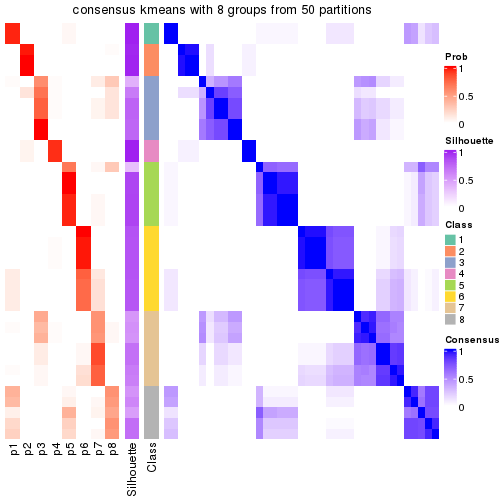 consensus kmeans with 8 groups from 50 partitions
Prob
1
0.5
0
Silhouette
1
0.5
0
Class
1
2
3
4
5
6
7
8
Consensus
1
0.5
0
p1
p2
p3
p4
p5
p6
p7
p8
Silhouette
Class